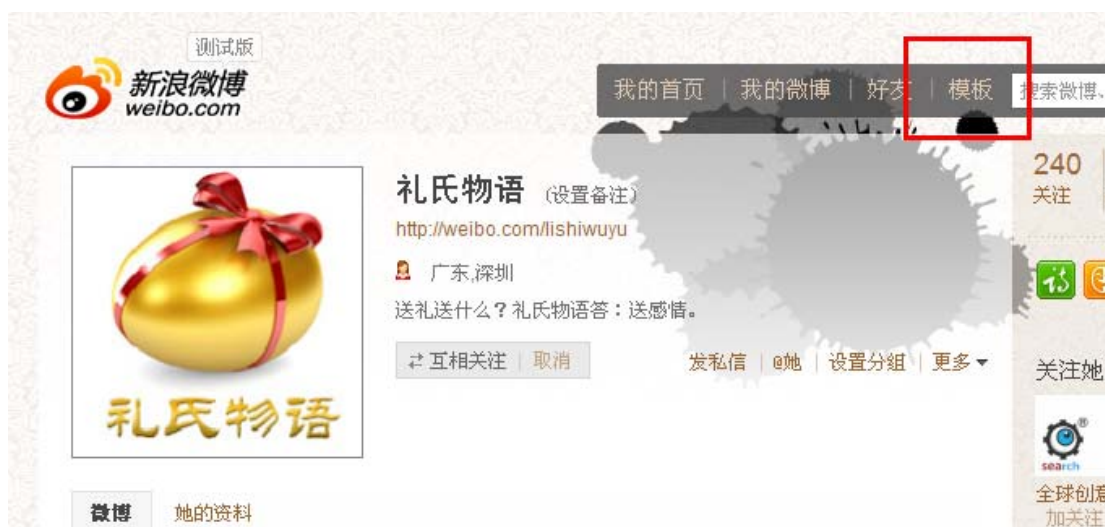 测试版
新浪微博
weibo.com
我的首页 | 我的微博 | 好友 | 模板
搜索微博、
礼氏物语 (设置备注)
http://weibo.com/lishiwuyu
广东,深圳
送礼送什么？礼氏物语答：送感情。
互相关注 | 取消
发私信 | @她 | 设置分组 | 更多
礼氏物语
微博 她的资料
240
关注
关注她
search
全球创意
加关注